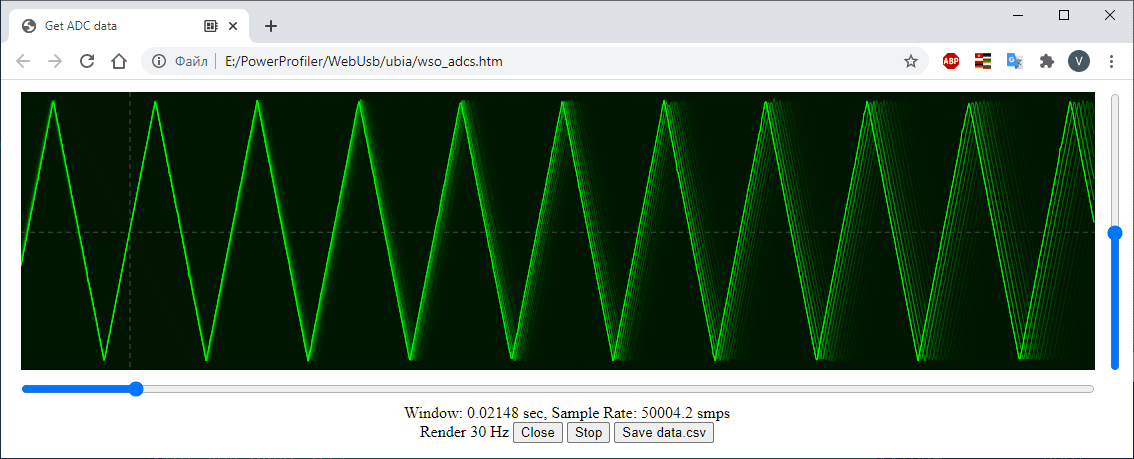 Get ADC data
Файл E:/PowerProfiler/WebUsb/ubia/wso_adcs.htm ABP V
Window: 0.02148 sec, Sample Rate: 50004.2 smps
Render 30 Hz Close Stop Save data.csv